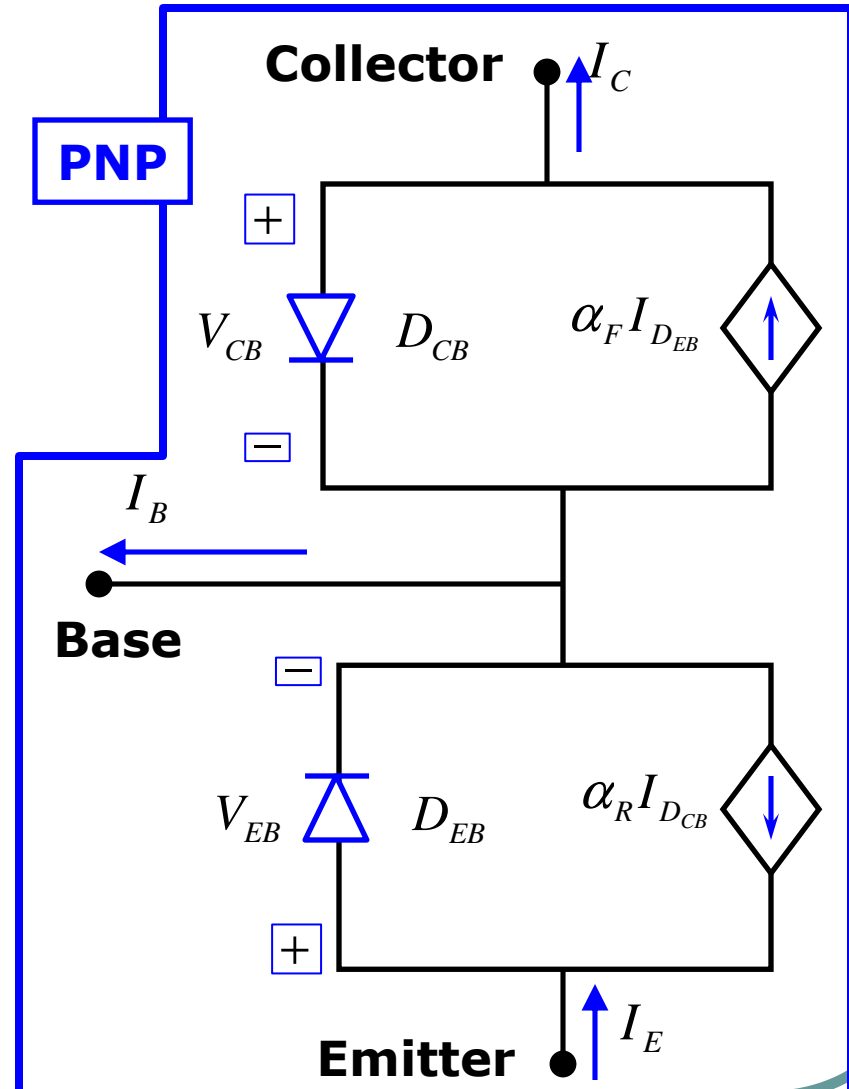 Collector
I_C
PNP
+
V_CB
D_CB
α_F I_D_EB
−
I_B
Base
−
V_EB
D_EB
α_R I_D_CB
+
I_E
Emitter